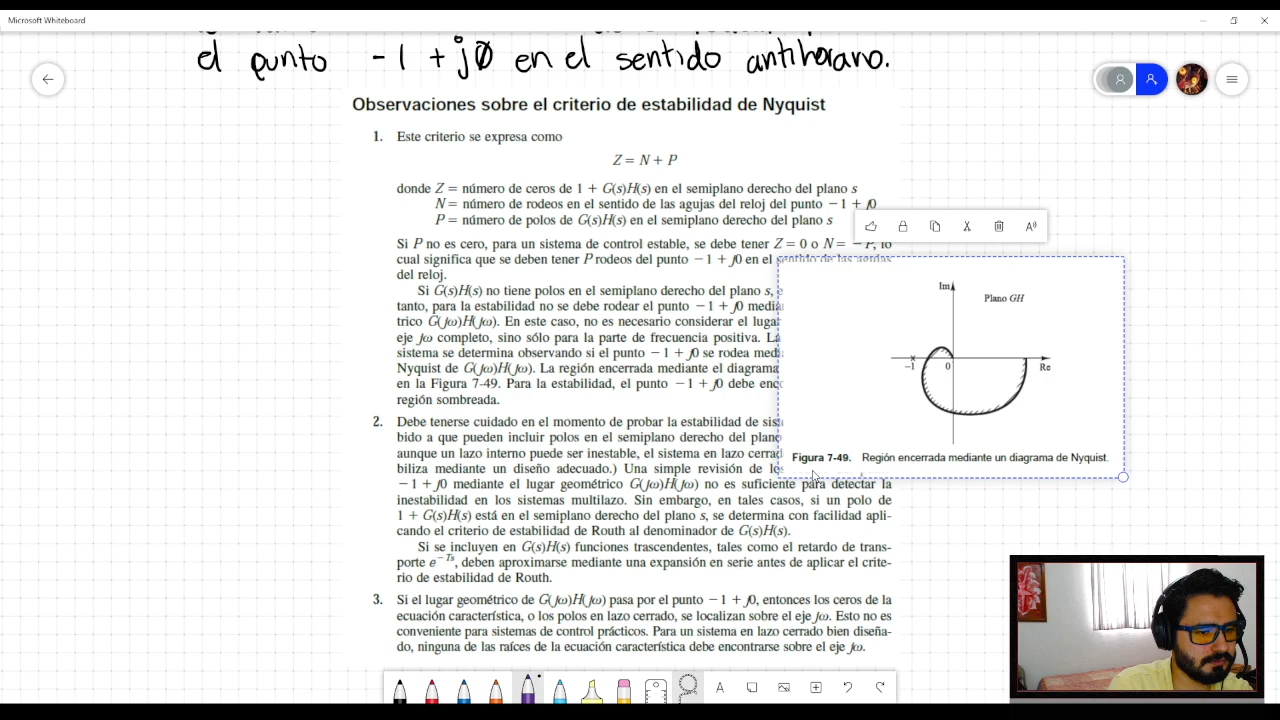 Microsoft Whiteboard
el punto -1 + j0 en el sentido antihorario.
Observaciones sobre el criterio de estabilidad de Nyquist
1. Este criterio se expresa como
Z = N + P
donde Z = número de ceros de 1 + G(s)H(s) en el semiplano derecho del plano s
N = número de rodeos en el sentido de las agujas del reloj del punto −1 + j0
P = número de polos de G(s)H(s) en el semiplano derecho del plano s
Si P no es cero, para un sistema de control estable, se debe tener Z = 0 o N = −P, lo
cual significa que se deben tener P rodeos del punto −1 + j0 en el sentido de las agujas
del reloj.
Si G(s)H(s) no tiene polos en el semiplano derecho del plano s,
tanto, para la estabilidad no se debe rodear el punto −1 + j0
trico G(jω)H(jω). En este caso, no es necesario considerar el
eje jω completo, sino sólo para la parte de frecuencia positiva.
sistema se determina observando si el punto −1 + j0 se rodea
Nyquist de G(jω)H(jω). La región encerrada mediante el diagrama
en la Figura 7-49. Para la estabilidad, el punto −1 + j0 debe
región sombreada.
2. Debe tenerse cuidado en el momento de probar la estabilidad de
bido a que pueden incluir polos en el semiplano derecho del
aunque un lazo interno puede ser inestable, el sistema en lazo
biliza mediante un diseño adecuado.) Una simple revisión de
−1 + j0 mediante el lugar geométrico G(jω)H(jω) no es suficiente para detectar la
inestabilidad en los sistemas multilazo. Sin embargo, en tales casos, si un polo de
1 + G(s)H(s) está en el semiplano derecho del plano s, se determina con facilidad apli-
cando el criterio de estabilidad de Routh al denominador de G(s)H(s).
Si se incluyen en G(s)H(s) funciones trascendentes, tales como el retardo de trans-
porte e−Ts, deben aproximarse mediante una expansión en serie antes de aplicar el crite-
rio de estabilidad de Routh.
3. Si el lugar geométrico de G(jω)H(jω) pasa por el punto −1 + j0, entonces los ceros de la
ecuación característica, o los polos en lazo cerrado, se localizan sobre el eje jω. Esto no es
conveniente para sistemas de control prácticos. Para un sistema en lazo cerrado bien diseña-
do, ninguna de las raíces de la ecuación característica debe encontrarse sobre el eje jω.
Im
Plano GH
−1
0
Re
Figura 7-49. Región encerrada mediante un diagrama de Nyquist.
A